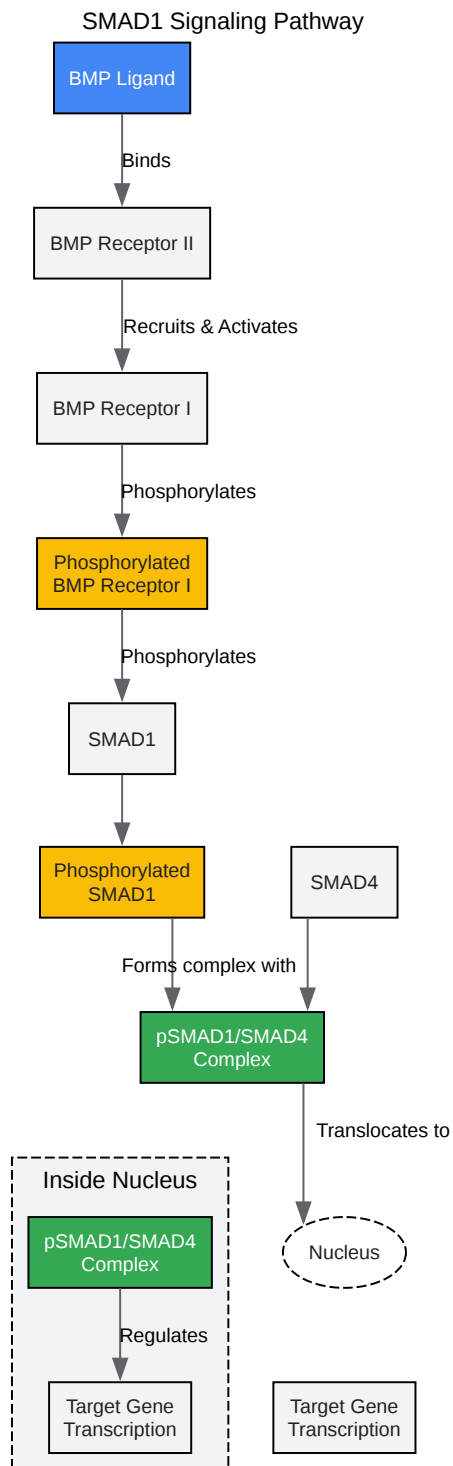 SMAD1 Signaling Pathway
BMP Ligand
Binds
BMP Receptor II
Recruits & Activates
BMP Receptor I
Phosphorylates
Phosphorylated
BMP Receptor I
Phosphorylates
SMAD1
Phosphorylated
SMAD1
SMAD4
Forms complex with
pSMAD1/SMAD4
Complex
Translocates to
Inside Nucleus
pSMAD1/SMAD4
Complex
Nucleus
Regulates
Target Gene
Transcription
Target Gene
Transcription